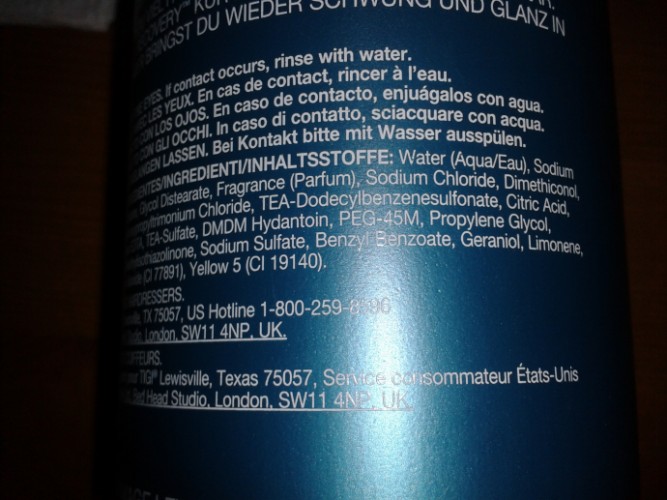 KUR
BRINGST DU WIEDER SCHWUNG UND GLANZ IN
EYES. If contact occurs, rinse with water.
LES YEUX. En cas de contact, rincer à l'eau.
CON LOS OJOS. En caso de contacto, enjuágalos con agua.
CON GLI OCCHI. In caso di contatto, sciacquare con acqua.
LASSEN. Bei Kontakt bitte mit Wasser ausspülen.
/INGREDIENTI/INHALTSSTOFFE: Water (Aqua/Eau), Sodium
Glycol Distearate, Fragrance (Parfum), Sodium Chloride, Dimethiconol,
Chloride, TEA-Dodecylbenzenesulfonate, Citric Acid,
TEA-Sulfate, DMDM Hydantoin, PEG-45M, Propylene Glycol,
Sodium Sulfate, Benzyl Benzoate, Geraniol, Limonene,
(CI 77891), Yellow 5 (CI 19140).
TX 75057, US Hotline 1-800-259-
London, SW11 4NP, UK.
TIGI® Lewisville, Texas 75057, Service consommateur États-Unis
Bed Head Studio, London, SW11 4NP, UK.